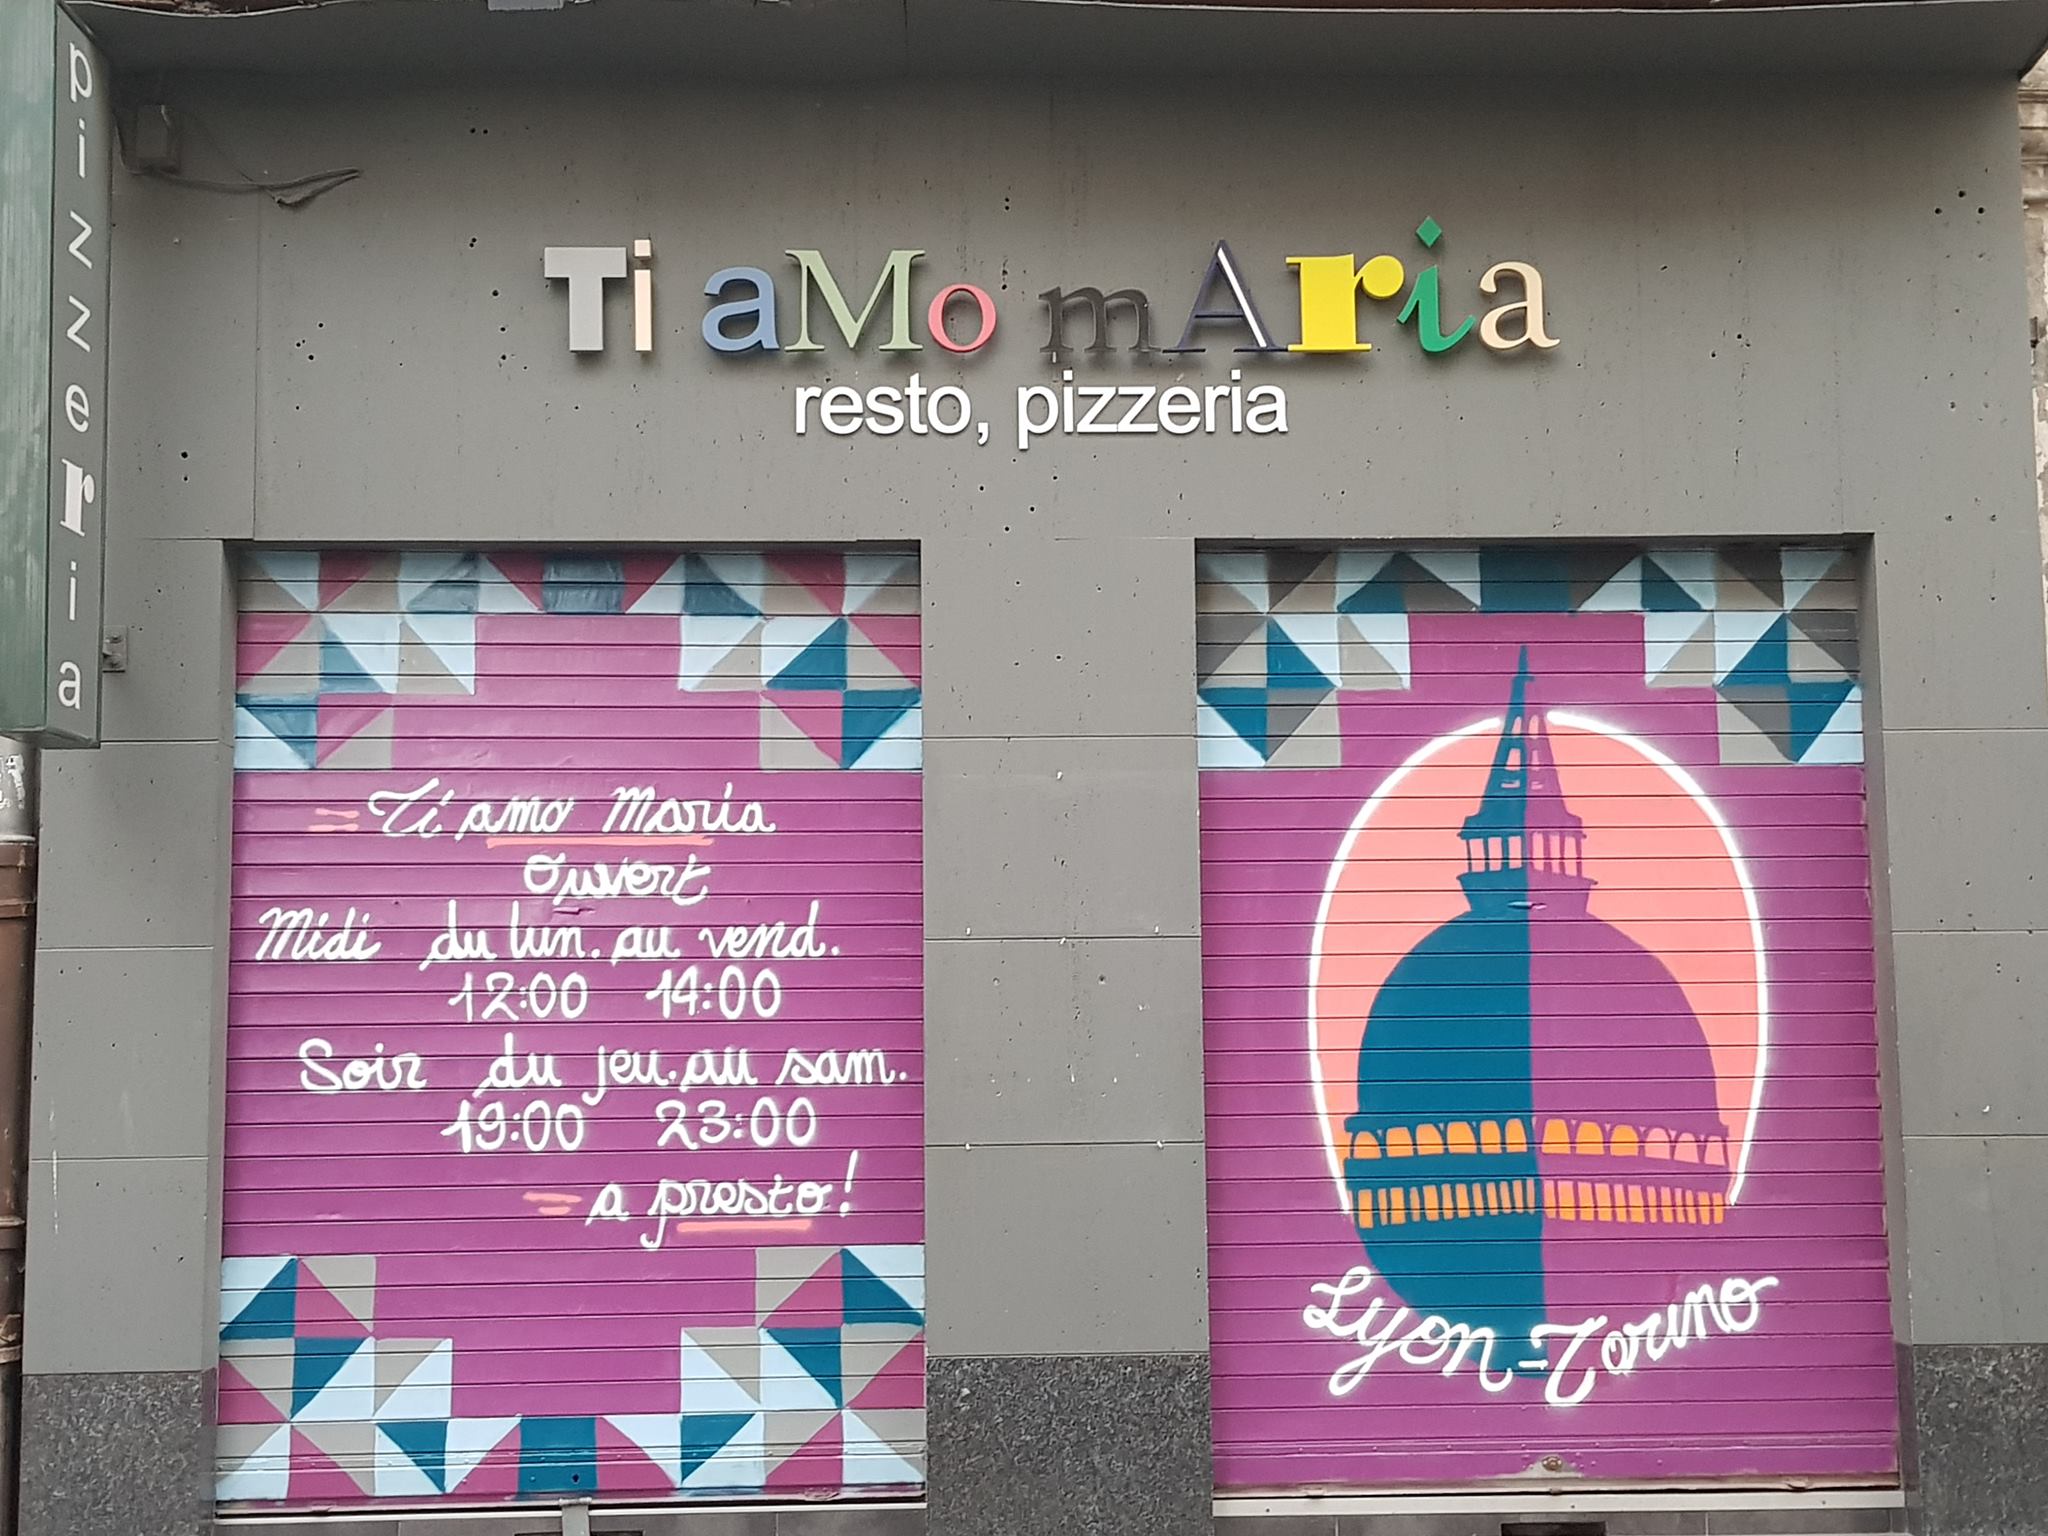 pizzeria
Ti aMo mAria
resto, pizzeria
Ti amo Maria
Ouvert
Midi du lun. au vend.
12:00 14:00
Soir du jeu. au sam.
19:00 23:00
a presto!
Lyon-Torino